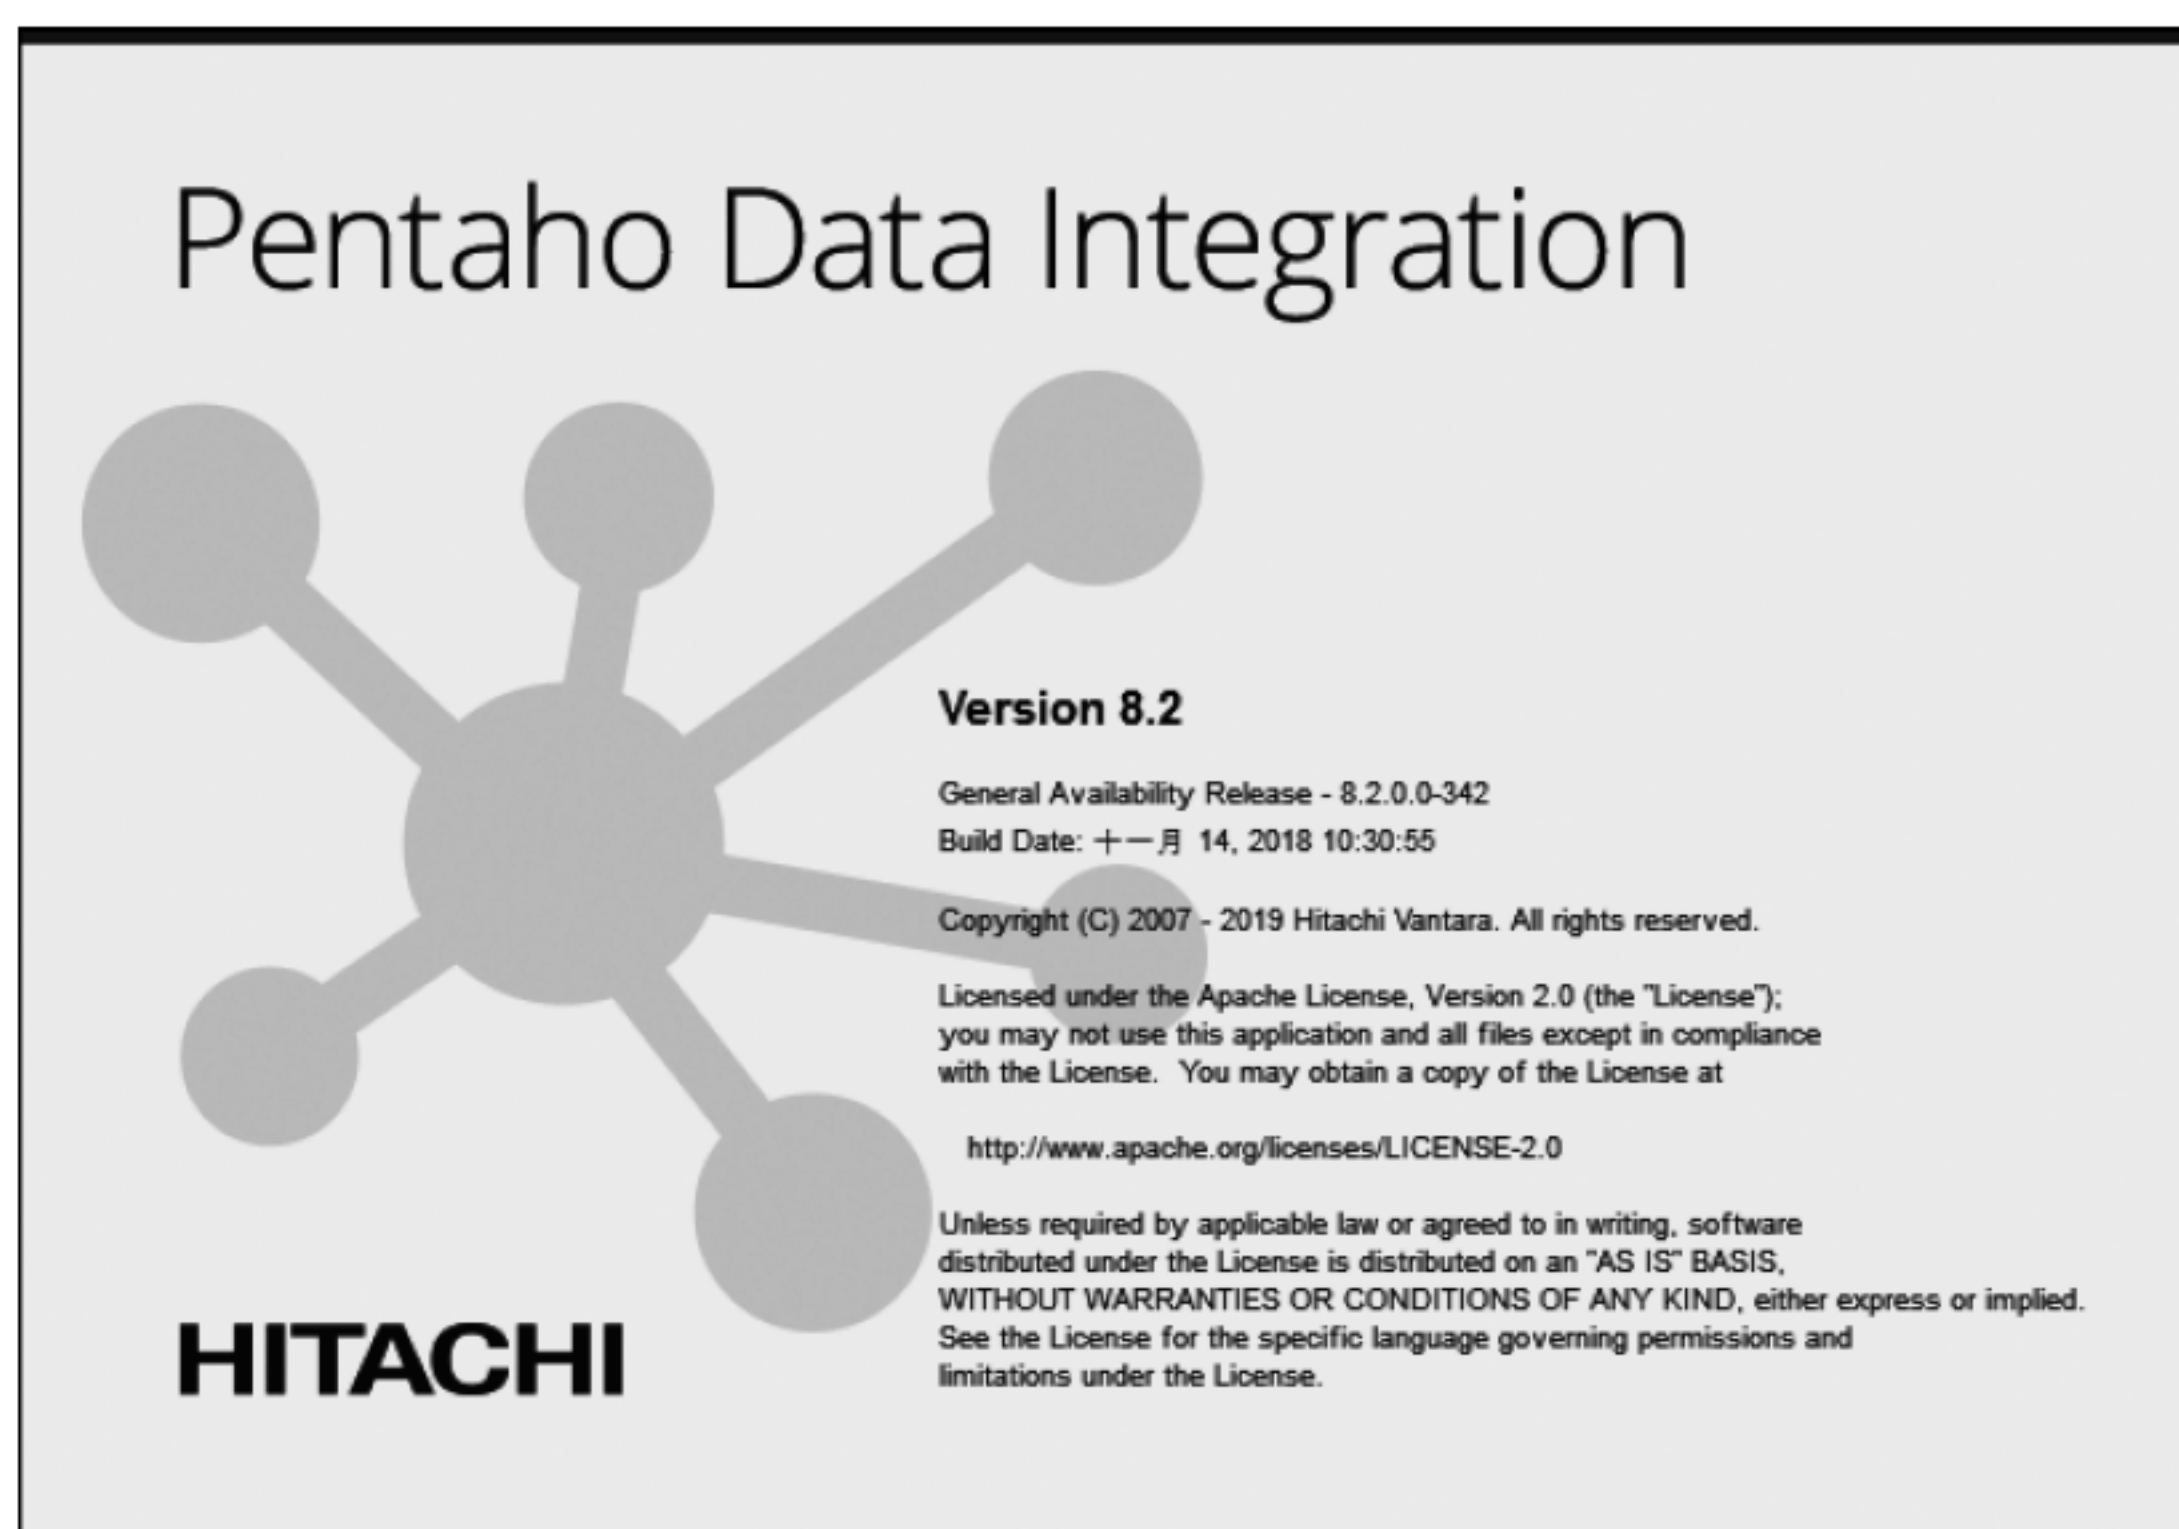 Pentaho Data Integration
Version 8.2
General Availability Release - 8.2.0.0-342
Build Date: 十一月 14, 2018 10:30:55
Copyright (C) 2007 - 2019 Hitachi Vantara. All rights reserved.
Licensed under the Apache License, Version 2.0 (the "License");
you may not use this application and all files except in compliance
with the License. You may obtain a copy of the License at
http://www.apache.org/licenses/LICENSE-2.0
Unless required by applicable law or agreed to in writing, software
distributed under the License is distributed on an "AS IS" BASIS,
WITHOUT WARRANTIES OR CONDITIONS OF ANY KIND, either express or implied.
See the License for the specific language governing permissions and
limitations under the License.
HITACHI